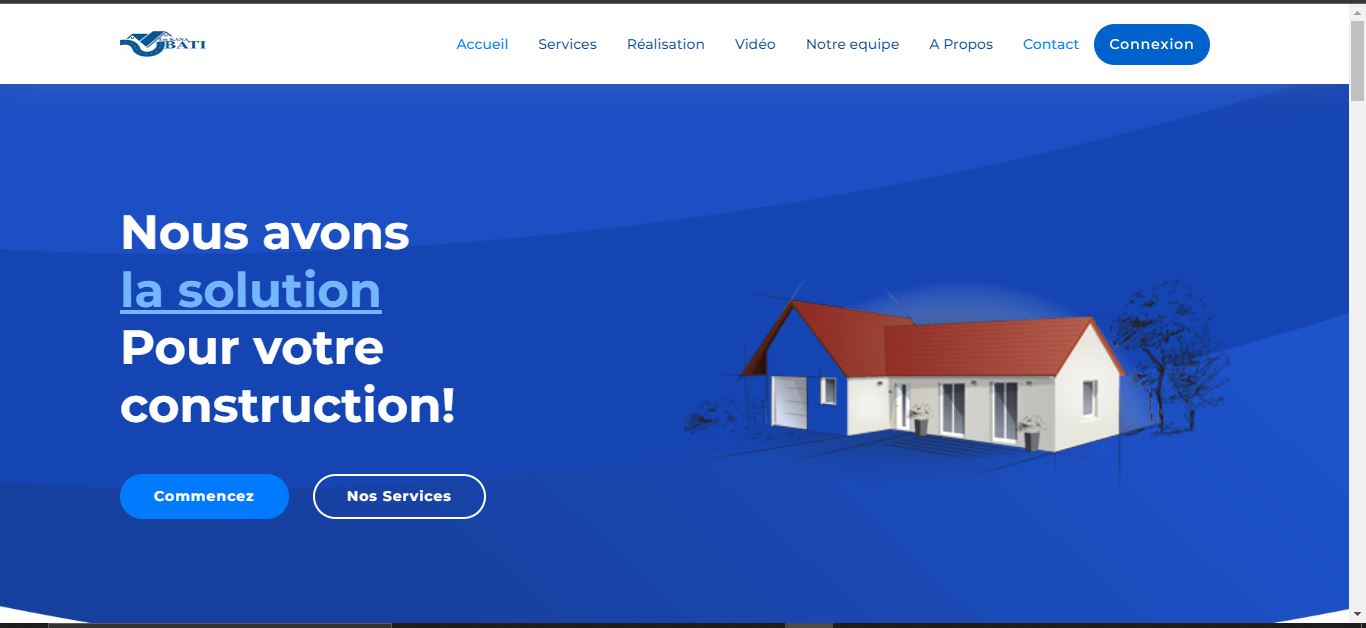 BATI
Accueil
Services
Réalisation
Vidéo
Notre equipe
A Propos
Contact
Connexion
Nous avons
la solution
Pour votre
construction!
Commencez
Nos Services